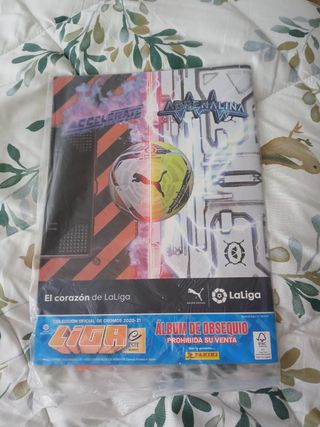 ACCELERATE
ADRENALINA
El corazón de LaLiga
PUMA
LaLiga
COLECCIÓN OFICIAL DE CROMOS 2020-21
LIGA
ESTE
ÁLBUM DE OBSEQUIO
PROHIBIDA SU VENTA
PANINI
FSC